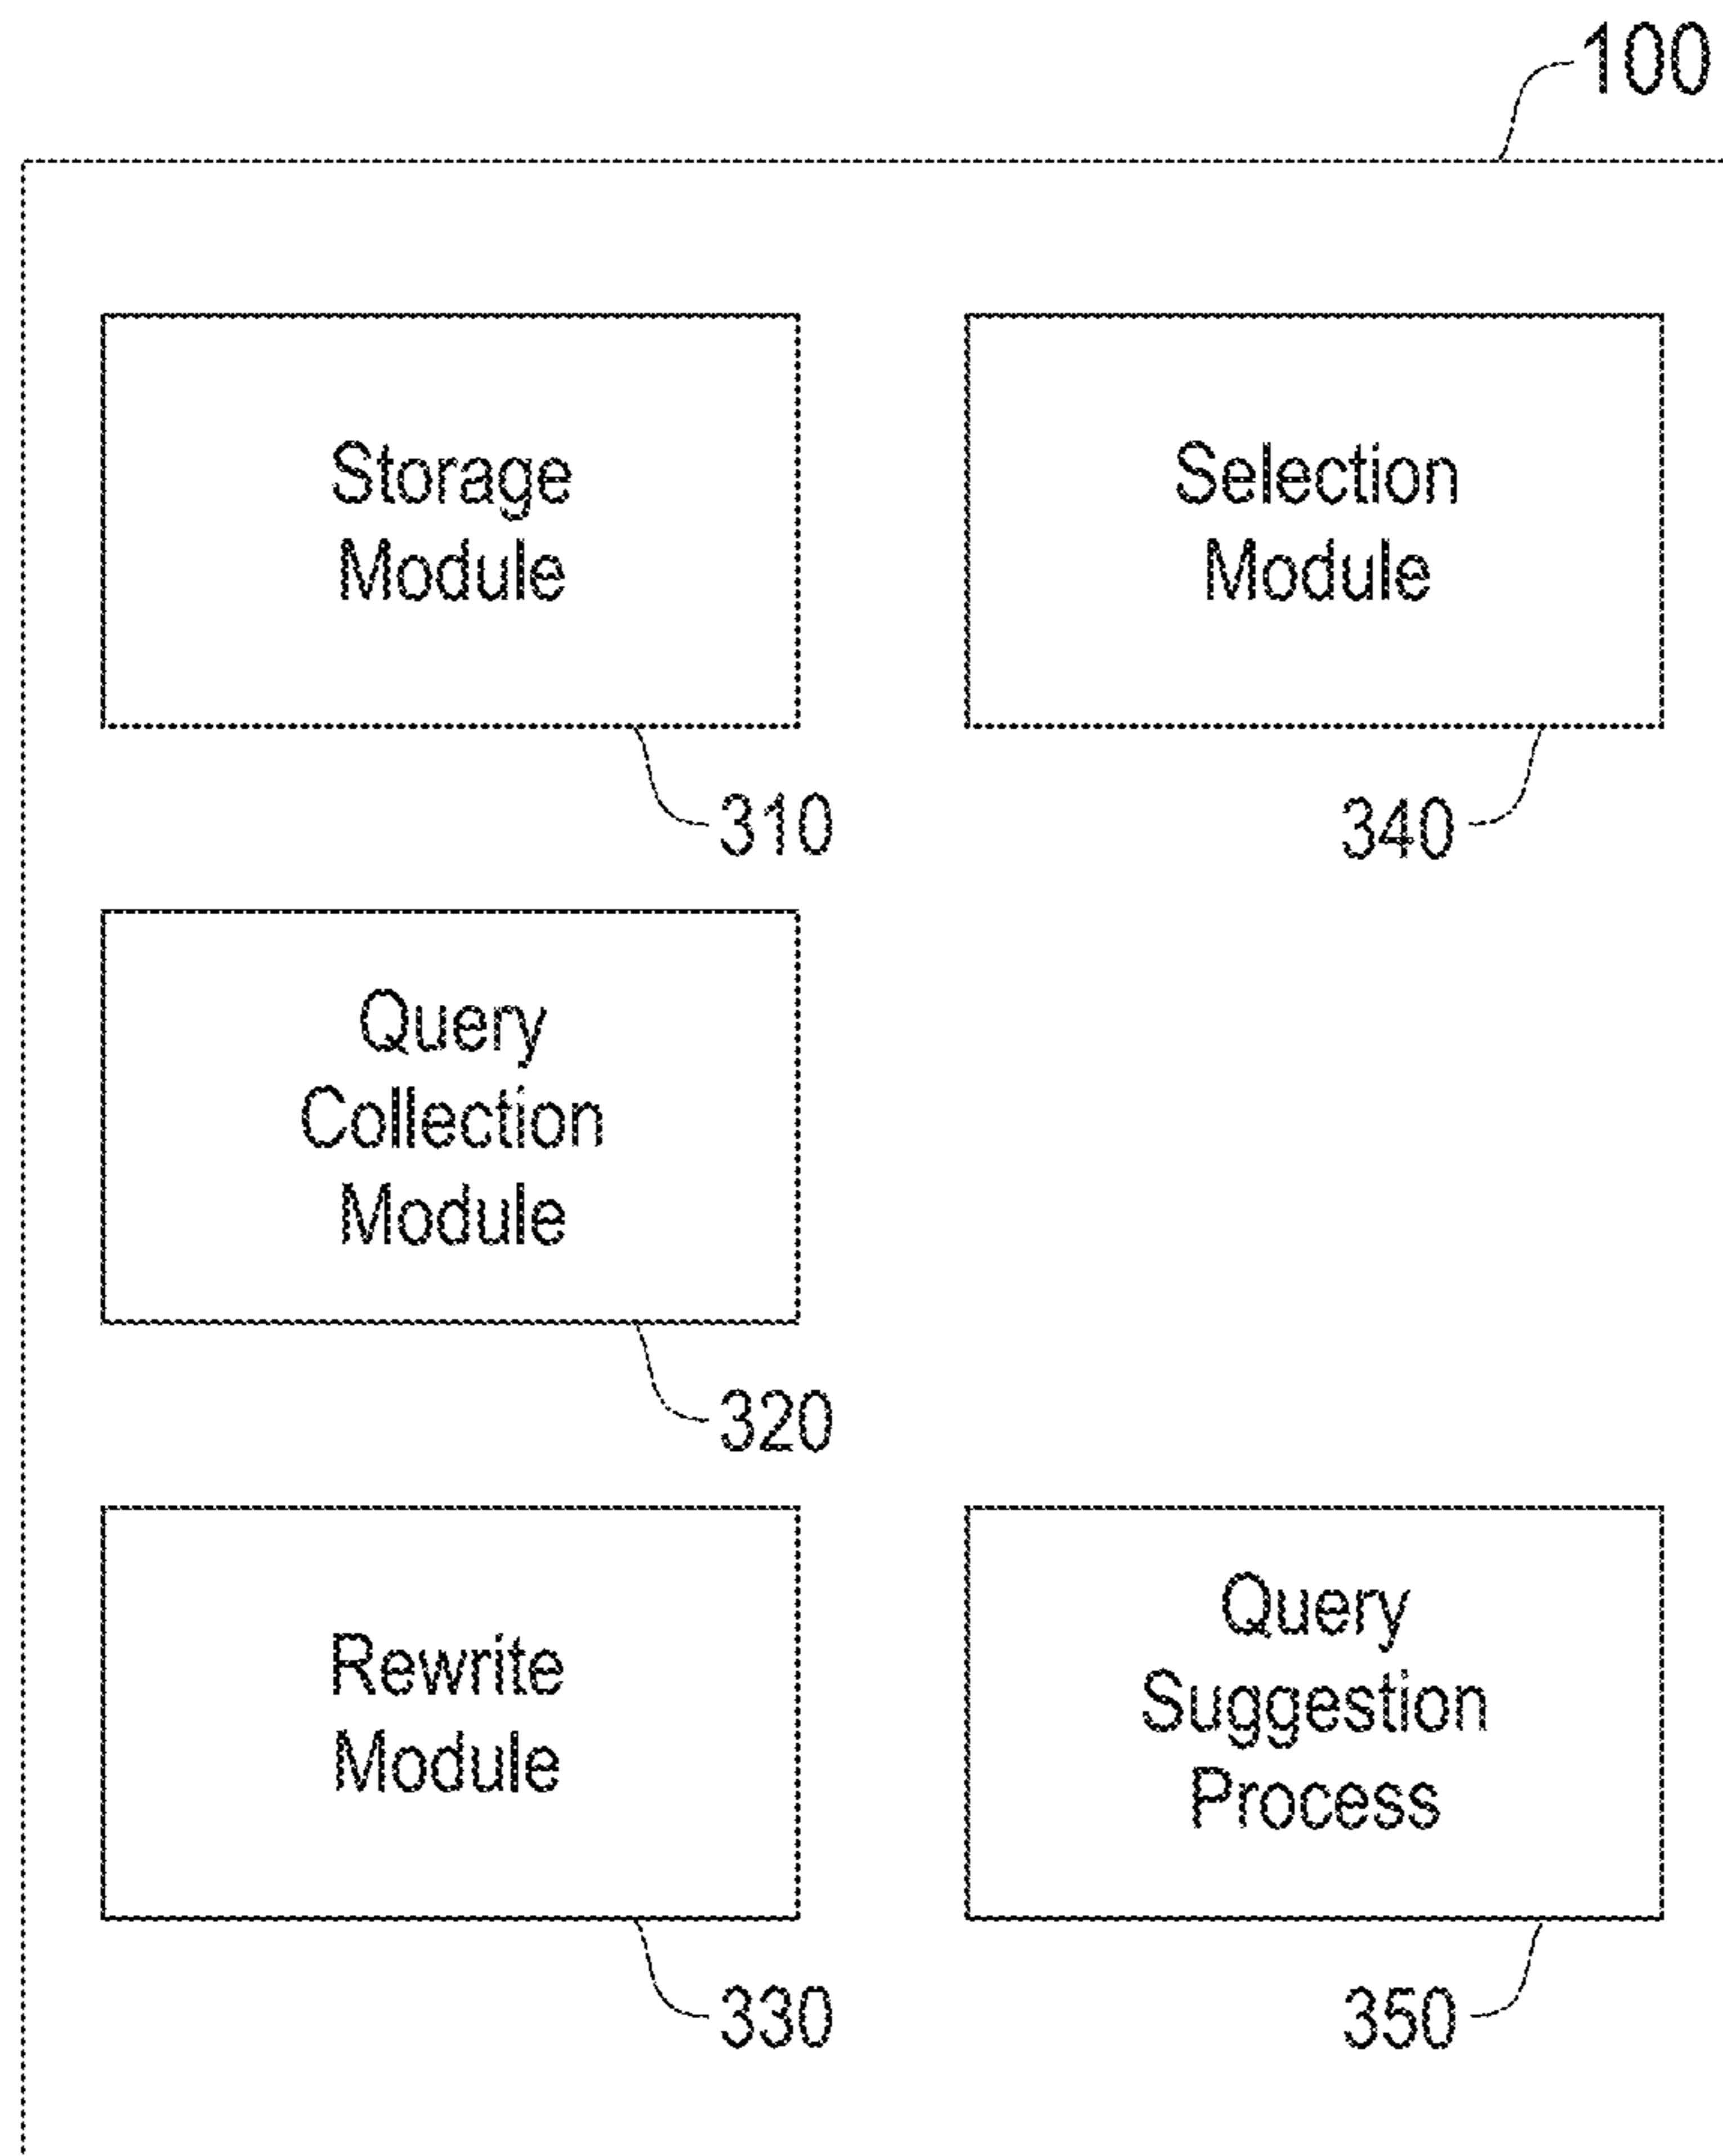 100
Storage
Module
310
Selection
Module
340
Query
Collection
Module
320
Rewrite
Module
330
Query
Suggestion
Process
350